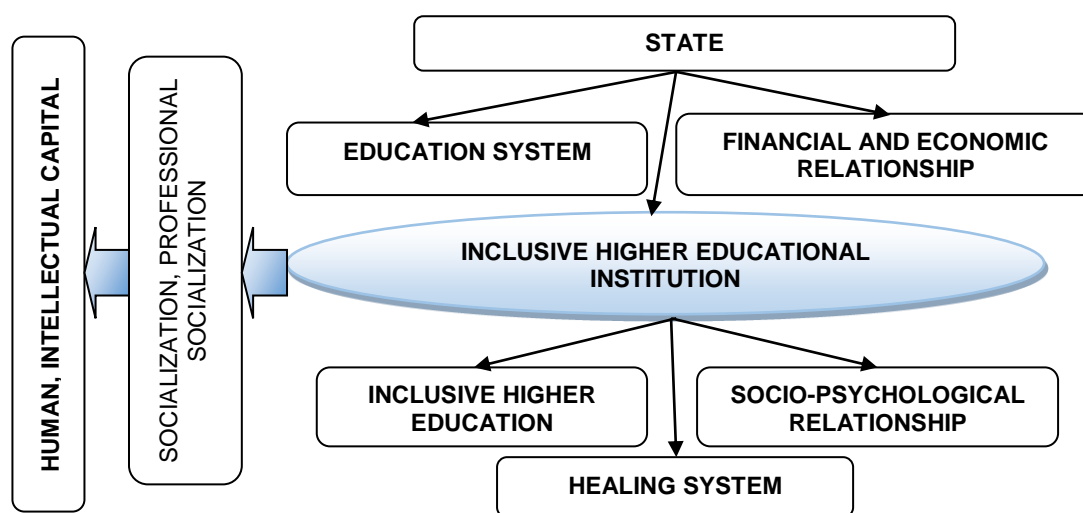 STATE
EDUCATION SYSTEM
FINANCIAL AND ECONOMIC
RELATIONSHIP
INCLUSIVE HIGHER EDUCATIONAL
INSTITUTION
SOCIALIZATION, PROFESSIONAL
SOCIALIZATION
HUMAN, INTELLECTUAL CAPITAL
INCLUSIVE HIGHER
EDUCATION
SOCIO-PSYCHOLOGICAL
RELATIONSHIP
HEALING SYSTEM